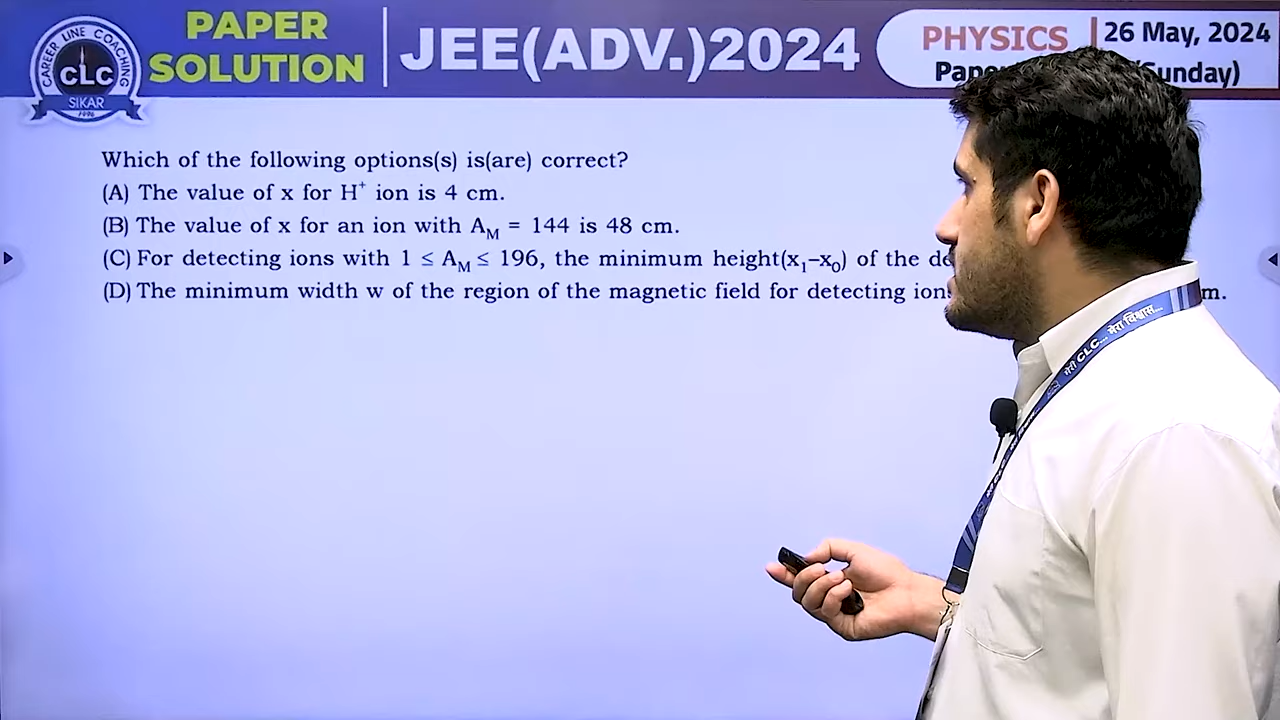 CAREER LINE COACHING
CLC
SIKAR
1996
PAPER
SOLUTION
JEE(ADV.)2024
PHYSICS
26 May, 2024
(Sunday)
Which of the following options(s) is(are) correct?
(A) The value of x for H⁺ ion is 4 cm.
(B) The value of x for an ion with A_M = 144 is 48 cm.
(C) For detecting ions with 1 ≤ A_M ≤ 196, the minimum height(x₁–x₀) of the
(D) The minimum width w of the region of the magnetic field for detecting m.
मेरी CLC... मेरा विश्वास...